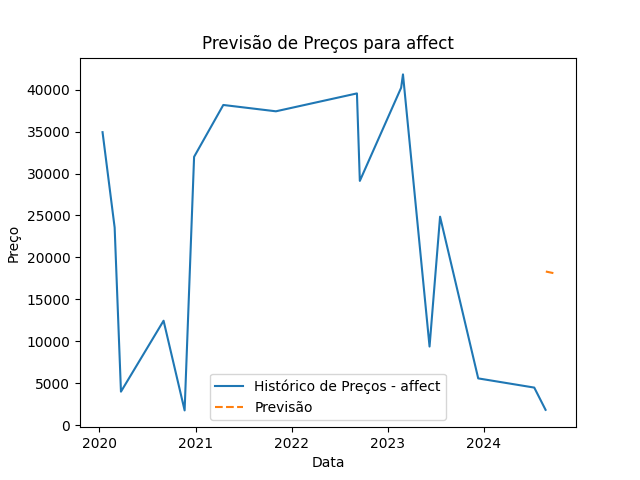 Previsão de Preços para affect
Preço
40000
35000
30000
25000
20000
15000
10000
5000
0
Histórico de Preços - affect
Previsão
2020 2021 2022 2023 2024
Data